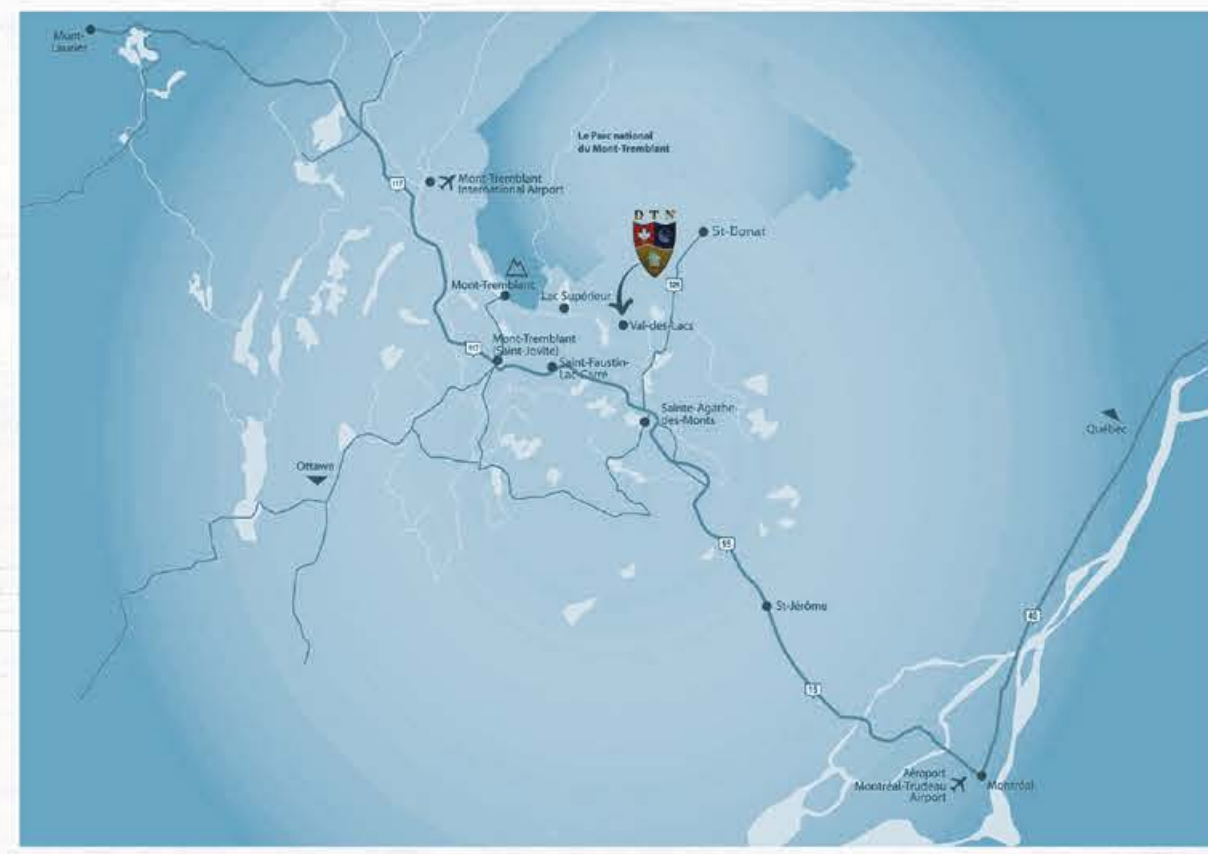 Mont-
Laurier
Le Parc national
du Mont-Tremblant
117
Mont-Tremblant
International Airport
D T N
St-Donat
Mont-Tremblant
125
Lac Supérieur
Val-des-Lacs
Mont-Tremblant
(Saint-Jovite)
117
Saint-Faustin-
Lac-Carré
Sainte-Agathe-
des-Monts
Québec
Ottawa
St-Jérôme
40
15
Aéroport
Montréal-Trudeau
Airport
Montréal